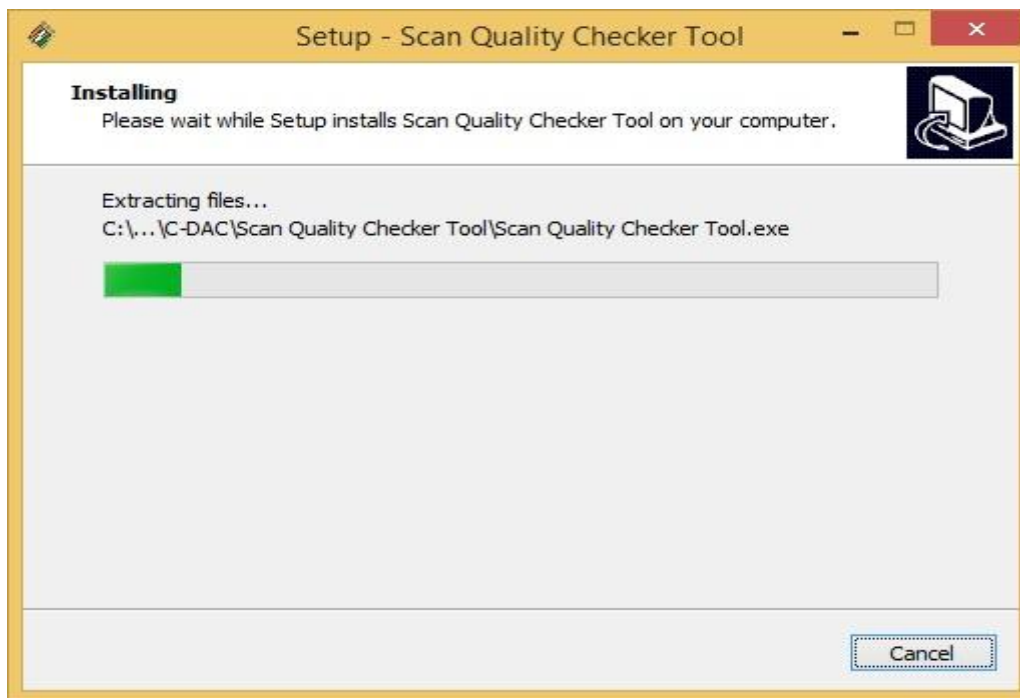 Setup - Scan Quality Checker Tool
Installing
Please wait while Setup installs Scan Quality Checker Tool on your computer.
Extracting files...
C:\...\C-DAC\Scan Quality Checker Tool\Scan Quality Checker Tool.exe
Cancel